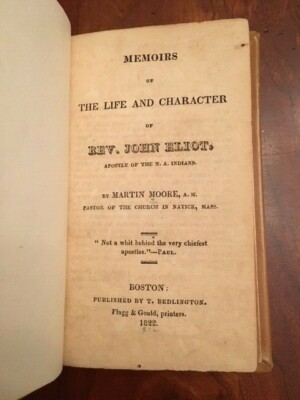 MEMOIRS
OF
THE LIFE AND CHARACTER
OF
REV. JOHN ELIOT,
APOSTLE OF THE N. A. INDIANS.
BY MARTIN MOORE, A. M.
PASTOR OF THE CHURCH IN NATICK, MASS.
"Not a whit behind the very chiefest
apostles."—PAUL.
BOSTON:
PUBLISHED BY T. BEDLINGTON.
Flagg & Gould, printers.
1822.